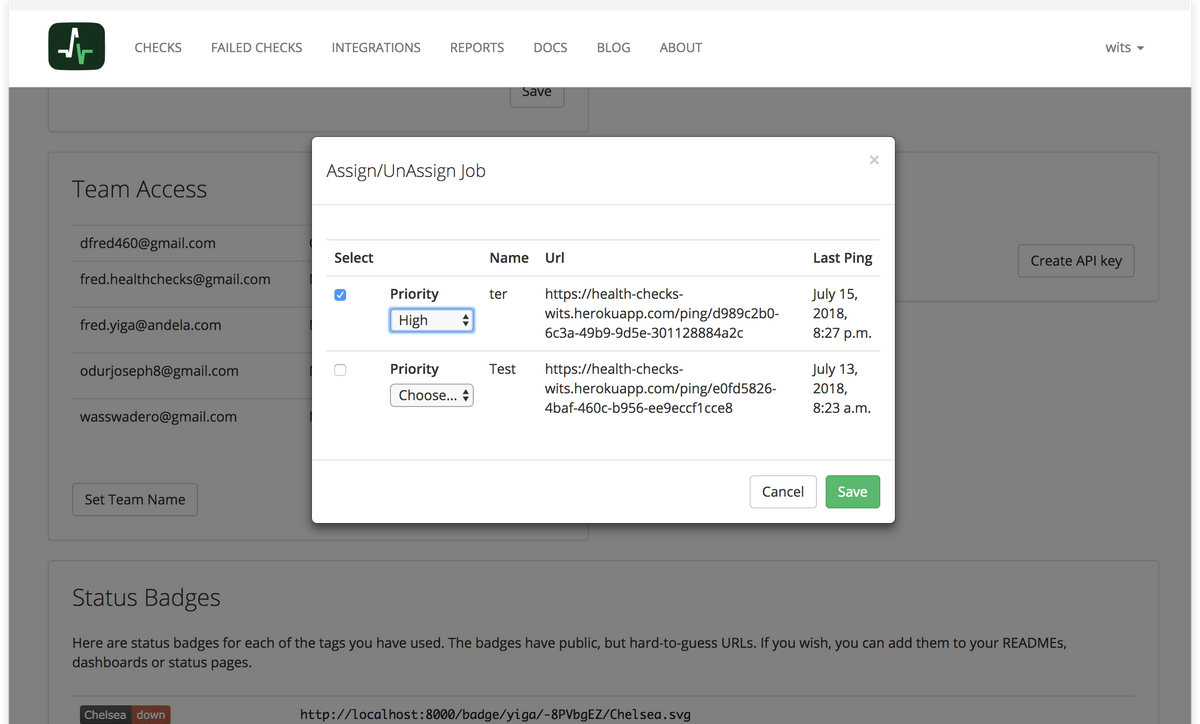 CHECKS FAILED CHECKS INTEGRATIONS REPORTS DOCS BLOG ABOUT wits
Save
Team Access
dfred460@gmail.com
fred.healthchecks@gmail.com
fred.yiga@andela.com
odurjoseph8@gmail.com
wasswadero@gmail.com
Set Team Name
Create API key
Assign/UnAssign Job
×
Select Name Url Last Ping
Priority ter https://health-checks- July 15,
High wits.herokuapp.com/ping/d989c2b0- 2018,
6c3a-49b9-9d5e-301128884a2c 8:27 p.m.
Priority Test https://health-checks- July 13,
Choose... wits.herokuapp.com/ping/e0fd5826- 2018,
4baf-460c-b956-ee9eccf1cce8 8:23 a.m.
Cancel Save
Status Badges
Here are status badges for each of the tags you have used. The badges have public, but hard-to-guess URLs. If you wish, you can add them to your READMEs,
dashboards or status pages.
Chelsea down http://localhost:8000/badge/yiga/-8PVbgEZ/Chelsea.svg